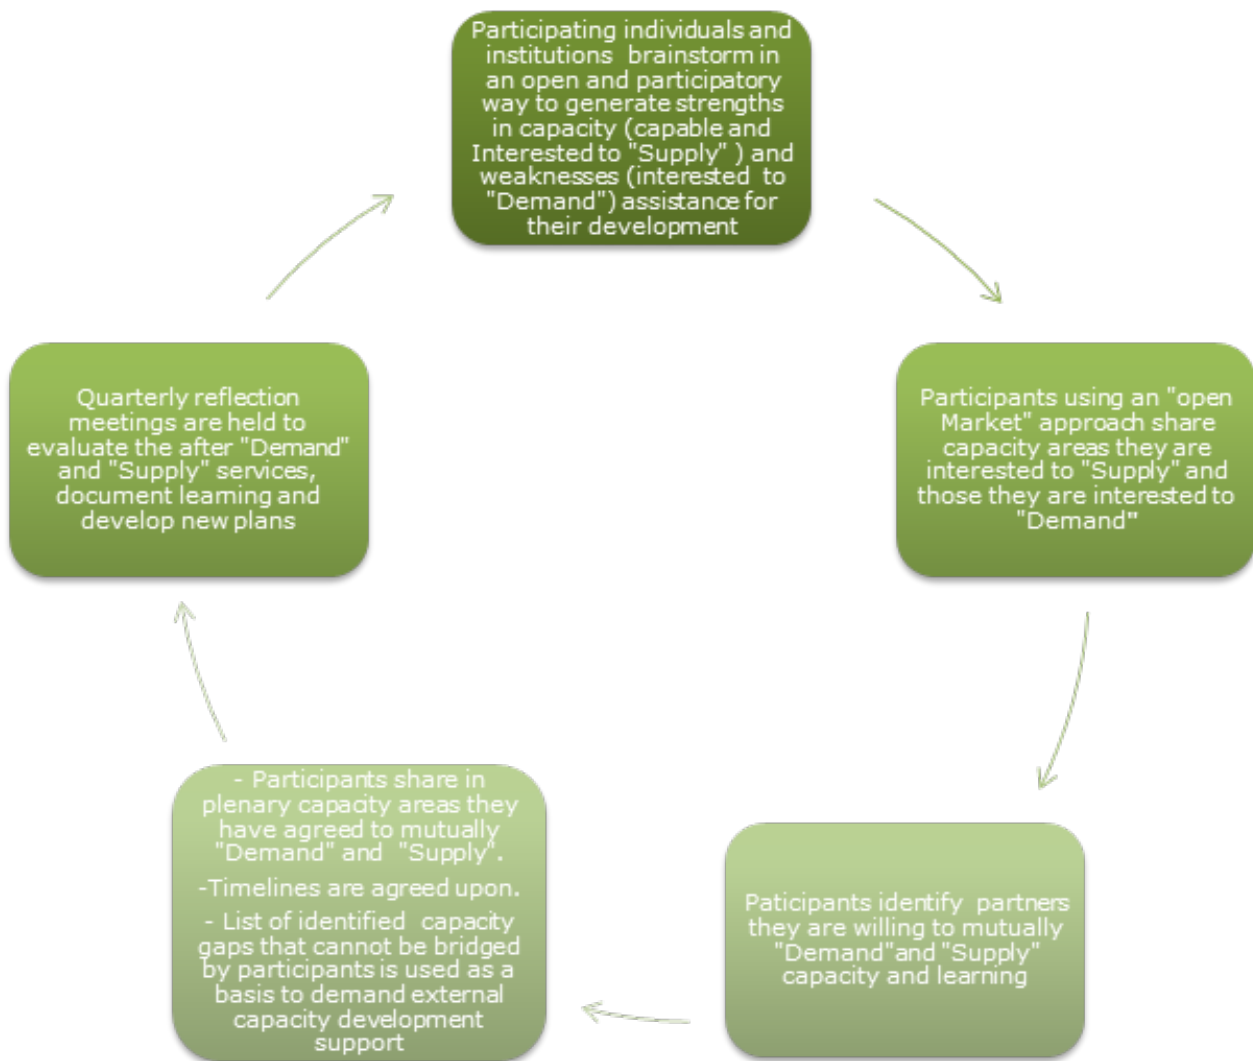 Participating individuals and
institutions brainstorm in
an open and participatory
way to generate strengths
in capacity (capable and
Interested to "Supply" ) and
weaknesses (interested to
"Demand") assistance for
their development
Participants using an "open
Market" approach share
capacity areas they are
interested to "Supply" and
those they are interested to
"Demand"
Paticipants identify partners
they are willing to mutually
"Demand"and "Supply"
capacity and learning
- Participants share in
plenary capacity areas they
have agreed to mutually
"Demand" and "Supply".
-Timelines are agreed upon.
- List of identified capacity
gaps that cannot be bridged
by participants is used as a
basis to demand external
capacity development
support
Quarterly reflection
meetings are held to
evaluate the after "Demand"
and "Supply" services,
document learning and
develop new plans